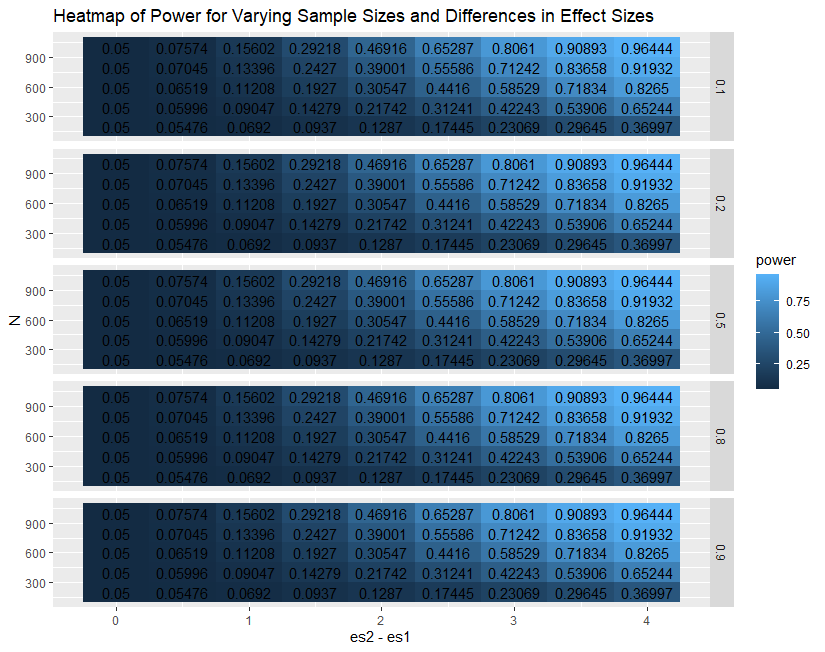 Heatmap of Power for Varying Sample Sizes and Differences in Effect Sizes
0.05 0.07574 0.15602 0.29218 0.46916 0.65287 0.8061 0.90893 0.96444
900 0.05 0.07045 0.13396 0.2427 0.39001 0.55586 0.71242 0.83658 0.91932
600 0.05 0.06519 0.11208 0.1927 0.30547 0.4416 0.58529 0.71834 0.8265
0.05 0.05996 0.09047 0.14279 0.21742 0.31241 0.42243 0.53906 0.65244
300 0.05 0.05476 0.0692 0.0937 0.1287 0.17445 0.23069 0.29645 0.36997
0.1
0.05 0.07574 0.15602 0.29218 0.46916 0.65287 0.8061 0.90893 0.96444
900 0.05 0.07045 0.13396 0.2427 0.39001 0.55586 0.71242 0.83658 0.91932
600 0.05 0.06519 0.11208 0.1927 0.30547 0.4416 0.58529 0.71834 0.8265
0.05 0.05996 0.09047 0.14279 0.21742 0.31241 0.42243 0.53906 0.65244
300 0.05 0.05476 0.0692 0.0937 0.1287 0.17445 0.23069 0.29645 0.36997
0.2
0.05 0.07574 0.15602 0.29218 0.46916 0.65287 0.8061 0.90893 0.96444
900 0.05 0.07045 0.13396 0.2427 0.39001 0.55586 0.71242 0.83658 0.91932
600 0.05 0.06519 0.11208 0.1927 0.30547 0.4416 0.58529 0.71834 0.8265
0.05 0.05996 0.09047 0.14279 0.21742 0.31241 0.42243 0.53906 0.65244
300 0.05 0.05476 0.0692 0.0937 0.1287 0.17445 0.23069 0.29645 0.36997
0.5
0.05 0.07574 0.15602 0.29218 0.46916 0.65287 0.8061 0.90893 0.96444
900 0.05 0.07045 0.13396 0.2427 0.39001 0.55586 0.71242 0.83658 0.91932
600 0.05 0.06519 0.11208 0.1927 0.30547 0.4416 0.58529 0.71834 0.8265
0.05 0.05996 0.09047 0.14279 0.21742 0.31241 0.42243 0.53906 0.65244
300 0.05 0.05476 0.0692 0.0937 0.1287 0.17445 0.23069 0.29645 0.36997
0.8
0.05 0.07574 0.15602 0.29218 0.46916 0.65287 0.8061 0.90893 0.96444
900 0.05 0.07045 0.13396 0.2427 0.39001 0.55586 0.71242 0.83658 0.91932
600 0.05 0.06519 0.11208 0.1927 0.30547 0.4416 0.58529 0.71834 0.8265
0.05 0.05996 0.09047 0.14279 0.21742 0.31241 0.42243 0.53906 0.65244
300 0.05 0.05476 0.0692 0.0937 0.1287 0.17445 0.23069 0.29645 0.36997
0.9
N
0 1 2 3 4
es2 - es1
power
0.75
0.50
0.25